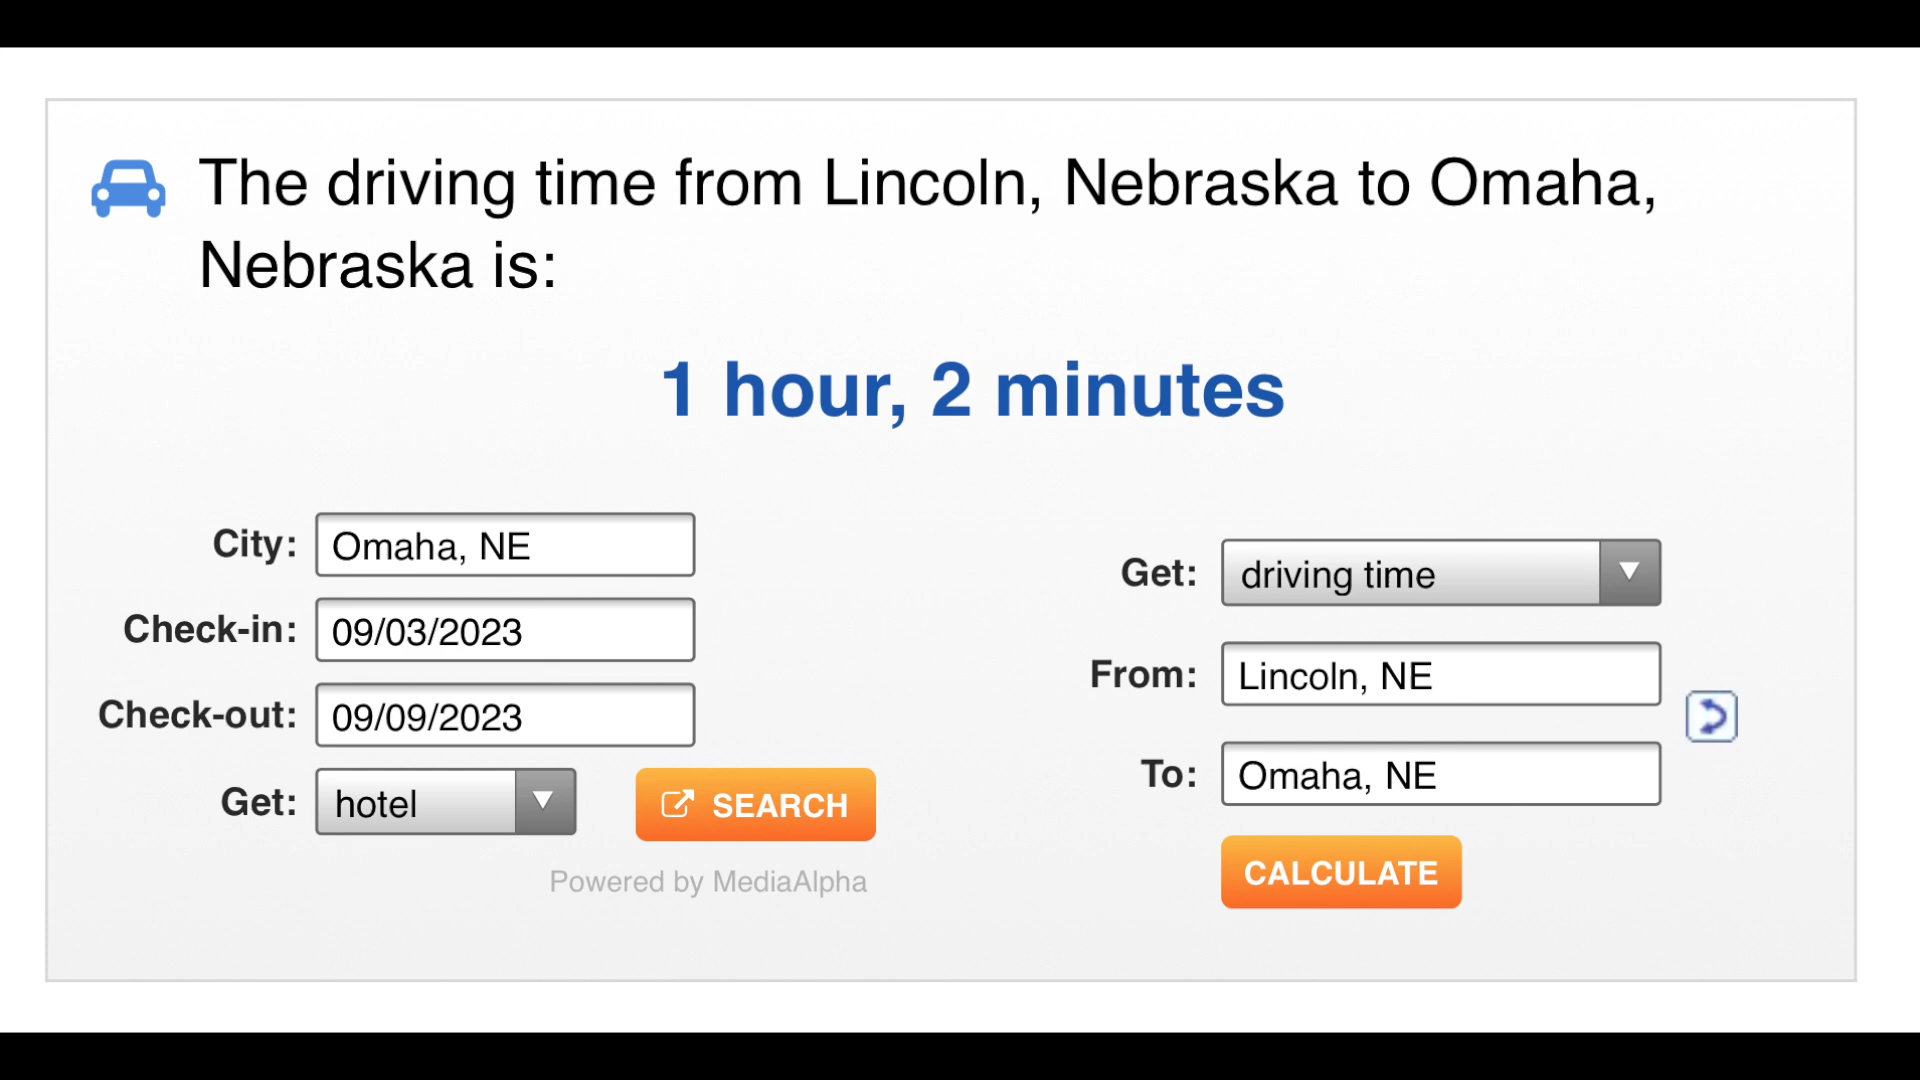 The driving time from Lincoln, Nebraska to Omaha,
Nebraska is:
1 hour, 2 minutes
City: Omaha, NE
Check-in: 09/03/2023
Check-out: 09/09/2023
Get: hotel
SEARCH
Powered by MediaAlpha
Get: driving time
From: Lincoln, NE
To: Omaha, NE
CALCULATE